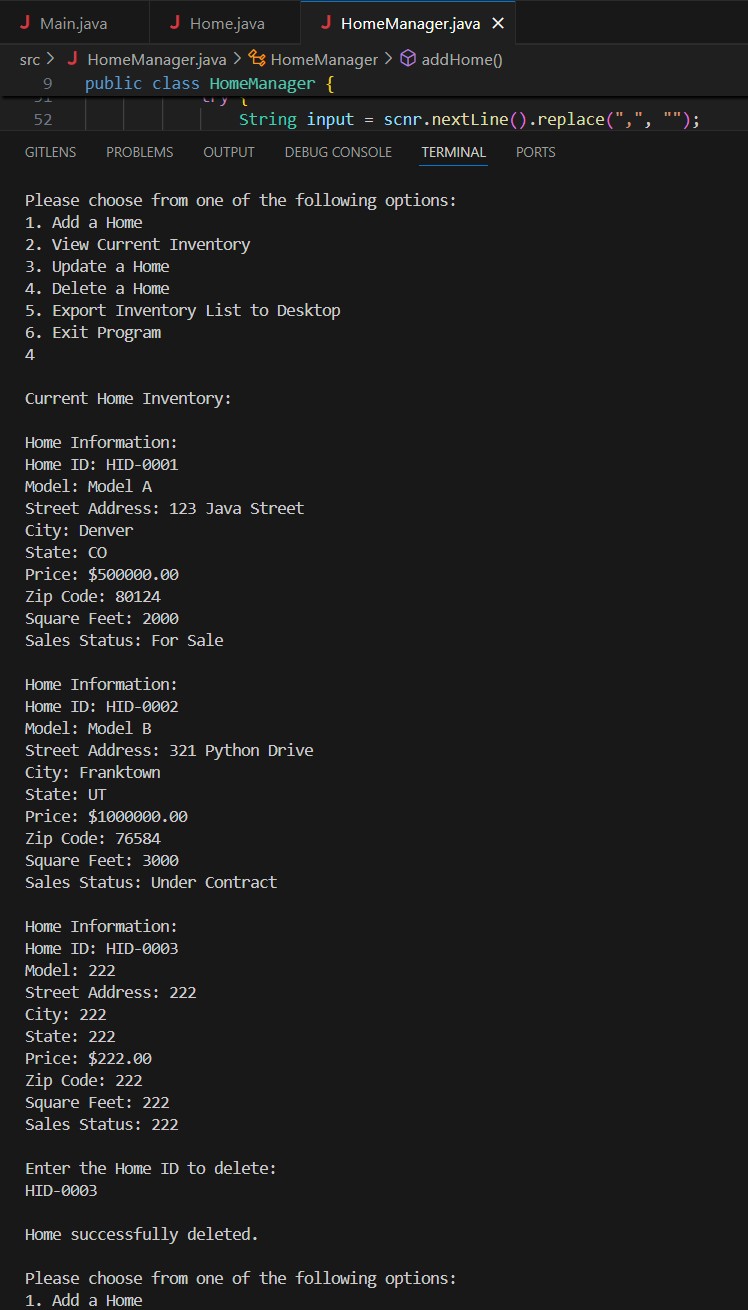 Main.java Home.java HomeManager.java
src HomeManager.java HomeManager addHome()
9 public class HomeManager {
51 try {
52 String input = scnr.nextLine().replace(",", "");
GITLENS PROBLEMS OUTPUT DEBUG CONSOLE TERMINAL PORTS
Please choose from one of the following options:
1. Add a Home
2. View Current Inventory
3. Update a Home
4. Delete a Home
5. Export Inventory List to Desktop
6. Exit Program
4
Current Home Inventory:
Home Information:
Home ID: HID-0001
Model: Model A
Street Address: 123 Java Street
City: Denver
State: CO
Price: $500000.00
Zip Code: 80124
Square Feet: 2000
Sales Status: For Sale
Home Information:
Home ID: HID-0002
Model: Model B
Street Address: 321 Python Drive
City: Franktown
State: UT
Price: $1000000.00
Zip Code: 76584
Square Feet: 3000
Sales Status: Under Contract
Home Information:
Home ID: HID-0003
Model: 222
Street Address: 222
City: 222
State: 222
Price: $222.00
Zip Code: 222
Square Feet: 222
Sales Status: 222
Enter the Home ID to delete:
HID-0003
Home successfully deleted.
Please choose from one of the following options:
1. Add a Home